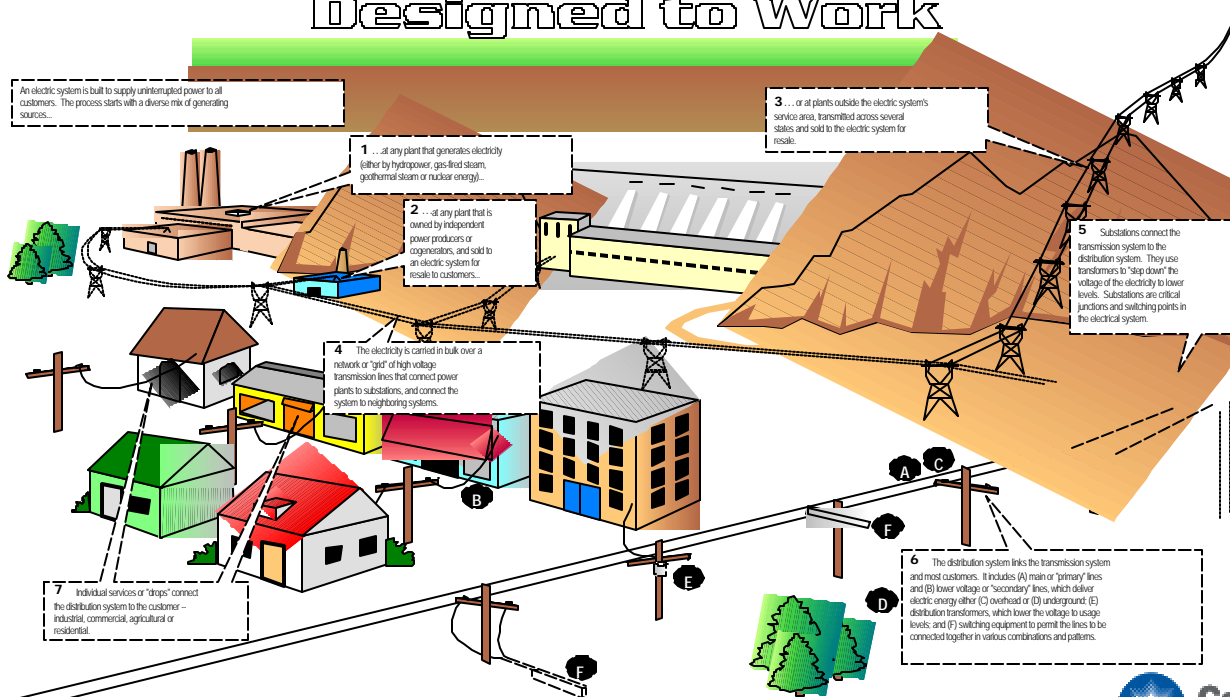 Designed to Work
An electric system is built to supply uninterrupted power to all
customers. The process starts with a diverse mix of generating
sources...
1 ...at any plant that generates electricity
(either by hydropower, gas-fired steam,
geothermal steam or nuclear energy)...
2 ...at any plant that is
owned by independent
power producers or
cogenerators, and sold to
an electric system for
resale to customers...
3 ... or at plants outside the electric system's
service area, transmitted across several
states and sold to the electric system for
resale.
4 The electricity is carried in bulk over a
network or "grid" of high voltage
transmission lines that connect power
plants to substations, and connect the
system to neighboring systems.
5 Substations connect the
transmission system to the
distribution system. They use
transformers to "step down" the
voltage of the electricity to lower
levels. Substations are critical
junctions and switching points in
the electrical system.
A
C
B
F
E
D
6 The distribution system links the transmission system
and most customers. It includes (A) main or "primary" lines
and (B) lower voltage or "secondary" lines, which deliver
electric energy either (C) overhead or (D) underground: (E)
distribution transformers, which lower the voltage to usage
levels; and (F) switching equipment to permit the lines to be
connected together in various combinations and patterns.
7 Individual services or "drops" connect
the distribution system to the customer --
industrial, commercial, agricultural or
residential.
F